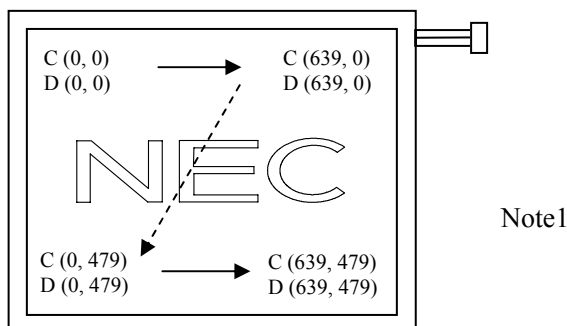 C (0, 0)
D (0, 0)
C (639, 0)
D (639, 0)
NEC
Note1
C (0, 479)
D (0, 479)
C (639, 479)
D (639, 479)